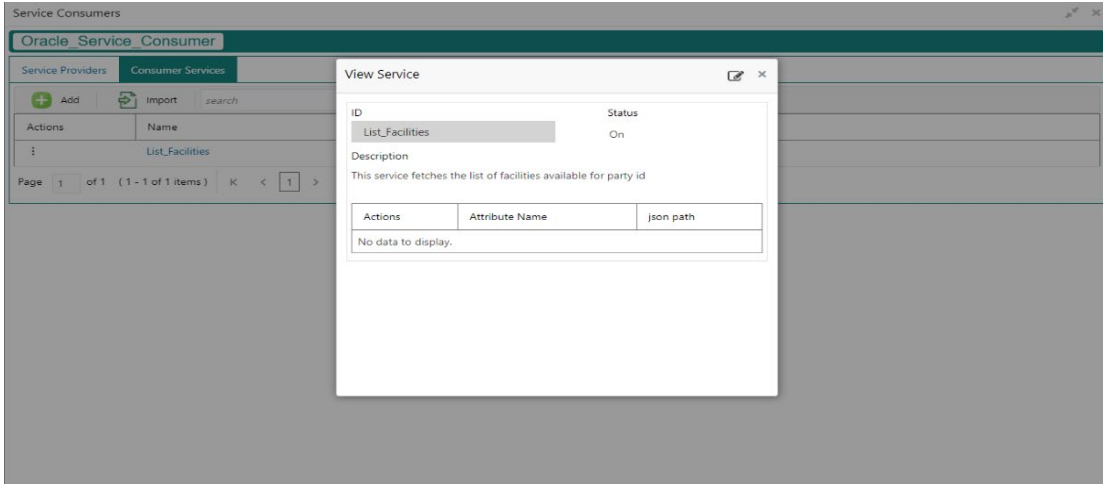 Service Consumers
Oracle_Service_Consumer
Service Providers Consumer Services
Add Import search
Actions Name
List_Facilities
Page 1 of 1 (1 - 1 of 1 items) K < 1 >
View Service
ID Status
List_Facilities On
Description
This service fetches the list of facilities available for party id
Actions Attribute Name json path
No data to display.